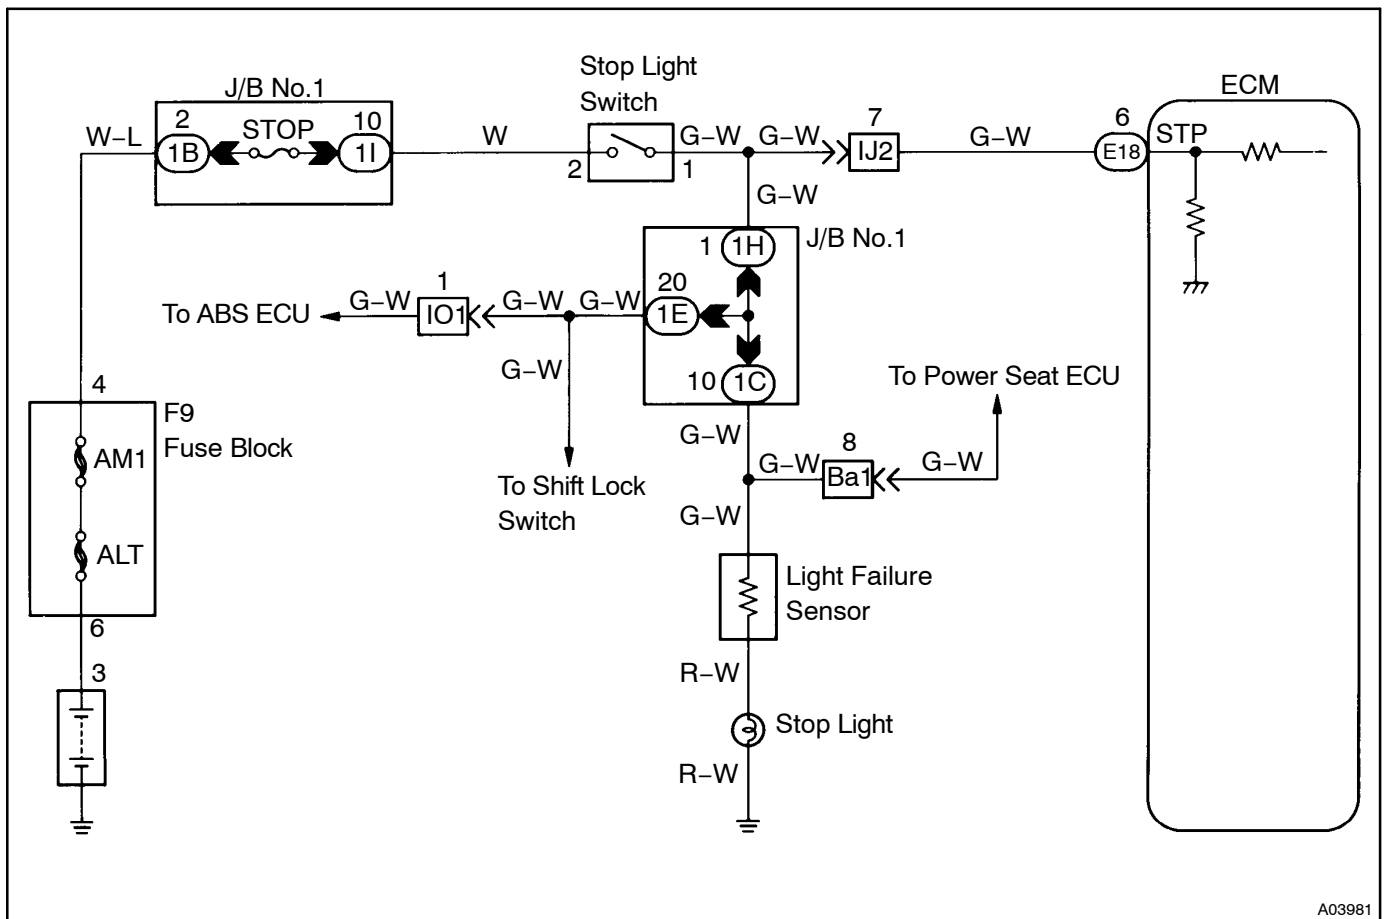 Stop Light
Switch
J/B No.1
ECM
W-L
2
1B
STOP
10
1I
W
2
1
G-W
G-W
7
IJ2
G-W
6
E18
STP
G-W
1
1H
J/B No.1
20
1E
To ABS ECU
G-W
1
IO1
G-W
G-W
G-W
10
1C
To Power Seat ECU
4
F9
Fuse Block
AM1
ALT
6
3
To Shift Lock
Switch
G-W
G-W
8
Ba1
G-W
G-W
Light Failure
Sensor
R-W
Stop Light
R-W
A03981